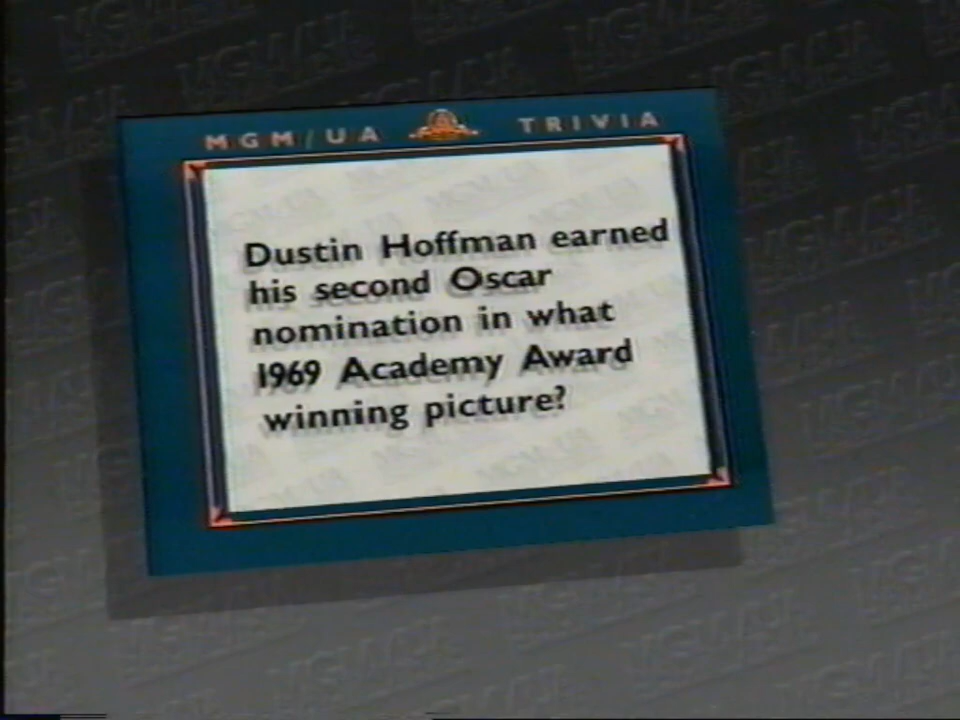 MGM/UA TRIVIA
Dustin Hoffman earned
his second Oscar
nomination in what
1969 Academy Award
winning picture?